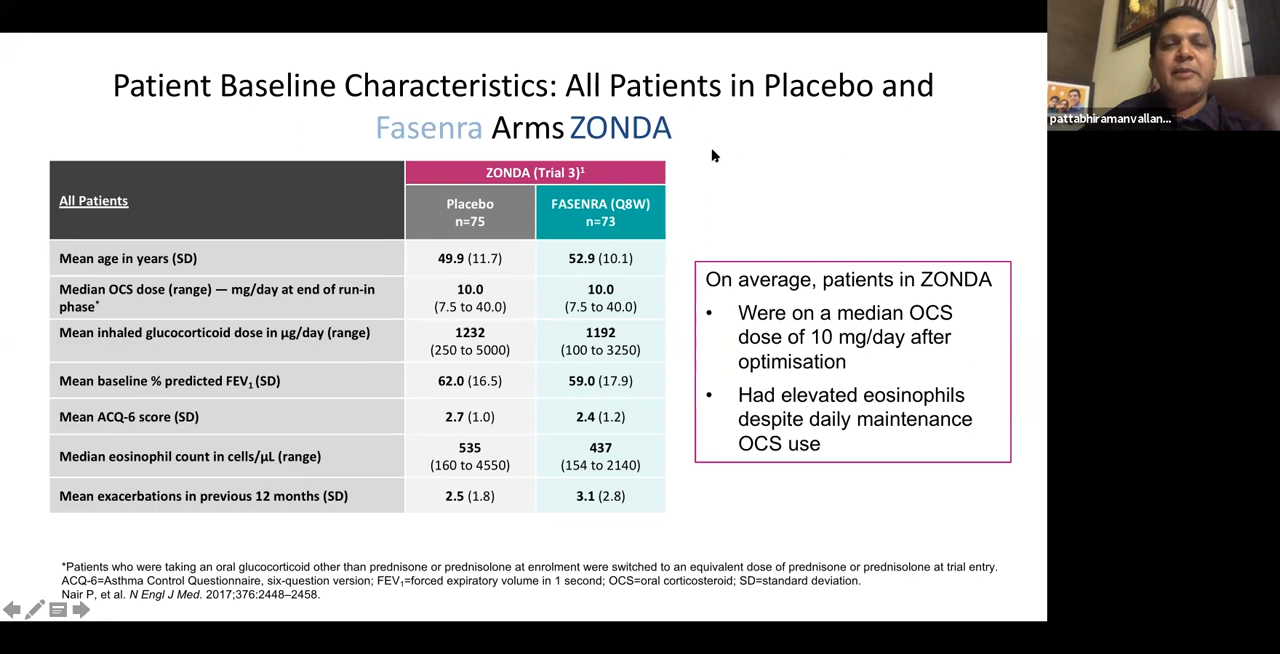 Patient Baseline Characteristics: All Patients in Placebo and
Fasenra Arms ZONDA
All Patients
ZONDA (Trial 3)¹
Placebo
n=75
FASENRA (Q8W)
n=73
Mean age in years (SD)
49.9 (11.7)
52.9 (10.1)
Median OCS dose (range) — mg/day at end of run-in
phase*
10.0
(7.5 to 40.0)
10.0
(7.5 to 40.0)
Mean inhaled glucocorticoid dose in µg/day (range)
1232
(250 to 5000)
1192
(100 to 3250)
Mean baseline % predicted FEV₁ (SD)
62.0 (16.5)
59.0 (17.9)
Mean ACQ-6 score (SD)
2.7 (1.0)
2.4 (1.2)
Median eosinophil count in cells/µL (range)
535
(160 to 4550)
437
(154 to 2140)
Mean exacerbations in previous 12 months (SD)
2.5 (1.8)
3.1 (2.8)
On average, patients in ZONDA
• Were on a median OCS
dose of 10 mg/day after
optimisation
• Had elevated eosinophils
despite daily maintenance
OCS use
*Patients who were taking an oral glucocorticoid other than prednisone or prednisolone at enrolment were switched to an equivalent dose of prednisone or prednisolone at trial entry.
ACQ-6=Asthma Control Questionnaire, six-question version; FEV₁=forced expiratory volume in 1 second; OCS=oral corticosteroid; SD=standard deviation.
Nair P, et al. N Engl J Med. 2017;376:2448–2458.
pattabhiramanvallan...